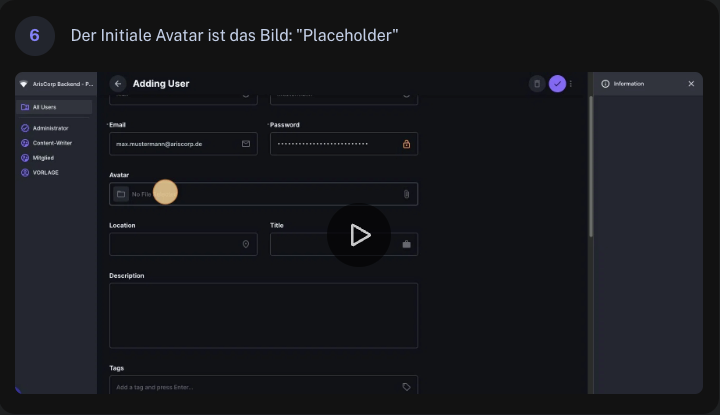 6
Der Initiale Avatar ist das Bild: "Placeholder"
ArisCorp Backend - P...
Adding User
Information
All Users
Administrator
Content-Writer
Mitglied
VORLAGE
Email
Password
max.mustermann@ariscorp.de
Avatar
No File
Location
Title
Description
Tags
Add a tag and press Enter...